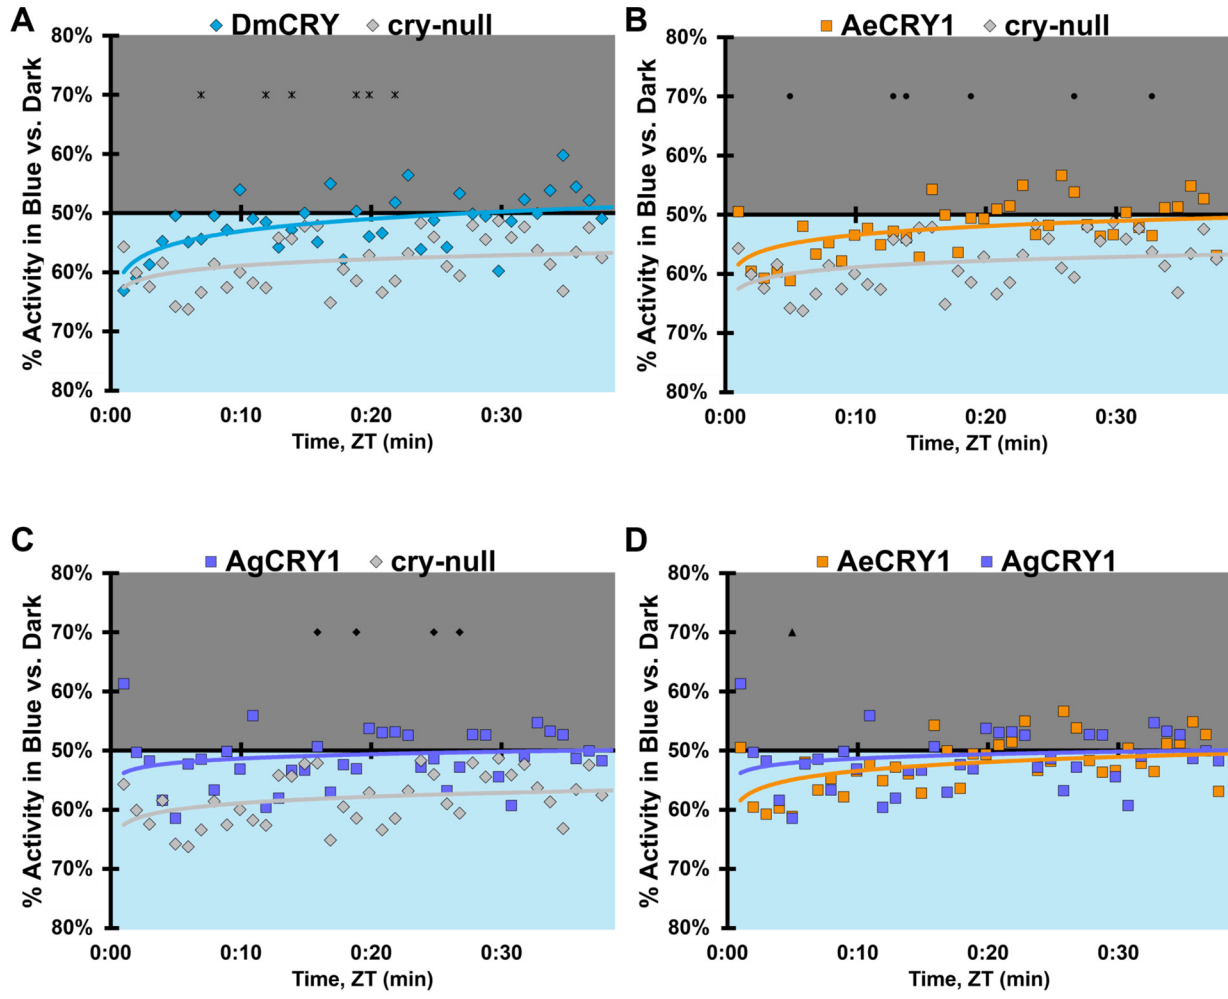 A
DmCRY cry-null
% Activity in Blue vs. Dark
80%
70%
60%
50%
60%
70%
80%
0:00 0:10 0:20 0:30
Time, ZT (min)
B
AeCRY1 cry-null
% Activity in Blue vs. Dark
80%
70%
60%
50%
60%
70%
80%
0:00 0:10 0:20 0:30
Time, ZT (min)
C
AgCRY1 cry-null
% Activity in Blue vs. Dark
80%
70%
60%
50%
60%
70%
80%
0:00 0:10 0:20 0:30
Time, ZT (min)
D
AeCRY1 AgCRY1
% Activity in Blue vs. Dark
80%
70%
60%
50%
60%
70%
80%
0:00 0:10 0:20 0:30
Time, ZT (min)